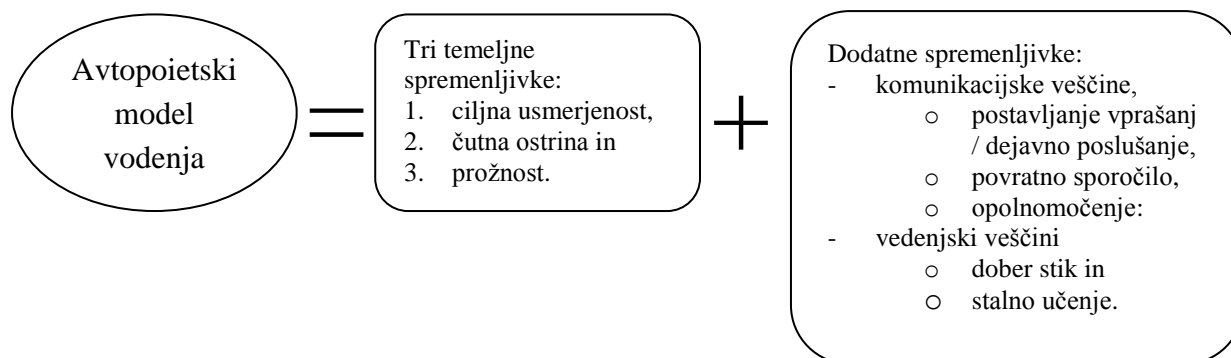 Avtopoietski
model
vodenja
=
Tri temeljne
spremenljivke:
1. ciljna usmerjenost,
2. čutna ostrina in
3. prožnost.
+
Dodatne spremenljivke:
- komunikacijske veščine,
o postavljanje vprašanj
/ dejavno poslušanje,
o povratno sporočilo,
o opolnomočenje:
- vedenjski veščini
o dober stik in
o stalno učenje.